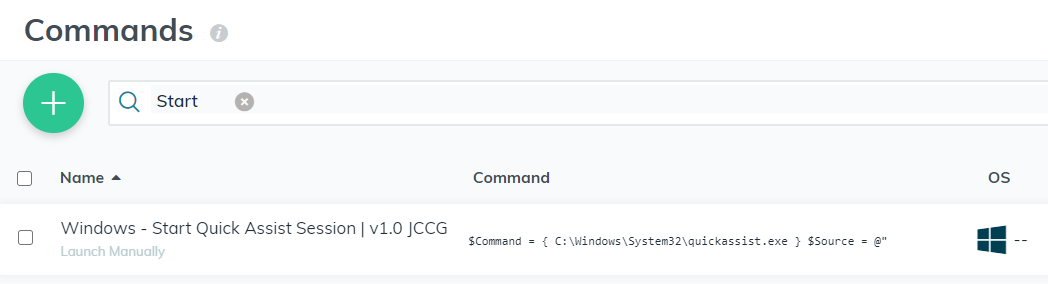 Commands
Start
Name Command OS
Windows - Start Quick Assist Session | v1.0 JCCG
Launch Manually
$Command = { C:\Windows\System32\quickassist.exe } $Source = @" --